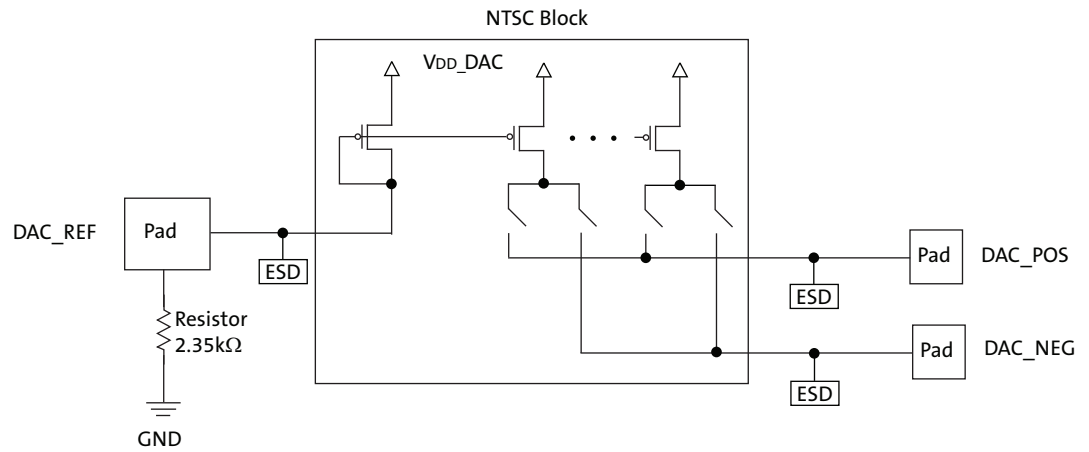 NTSC Block
VDD_DAC
DAC_REF
Pad
ESD
Resistor
2.35kΩ
GND
Pad
DAC_POS
ESD
Pad
DAC_NEG
ESD